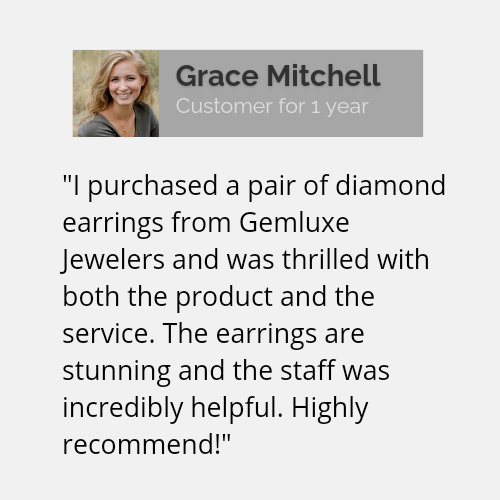 Grace Mitchell
Customer for 1 year
"I purchased a pair of diamond
earrings from Gemluxe
Jewelers and was thrilled with
both the product and the
service. The earrings are
stunning and the staff was
incredibly helpful. Highly
recommend!"